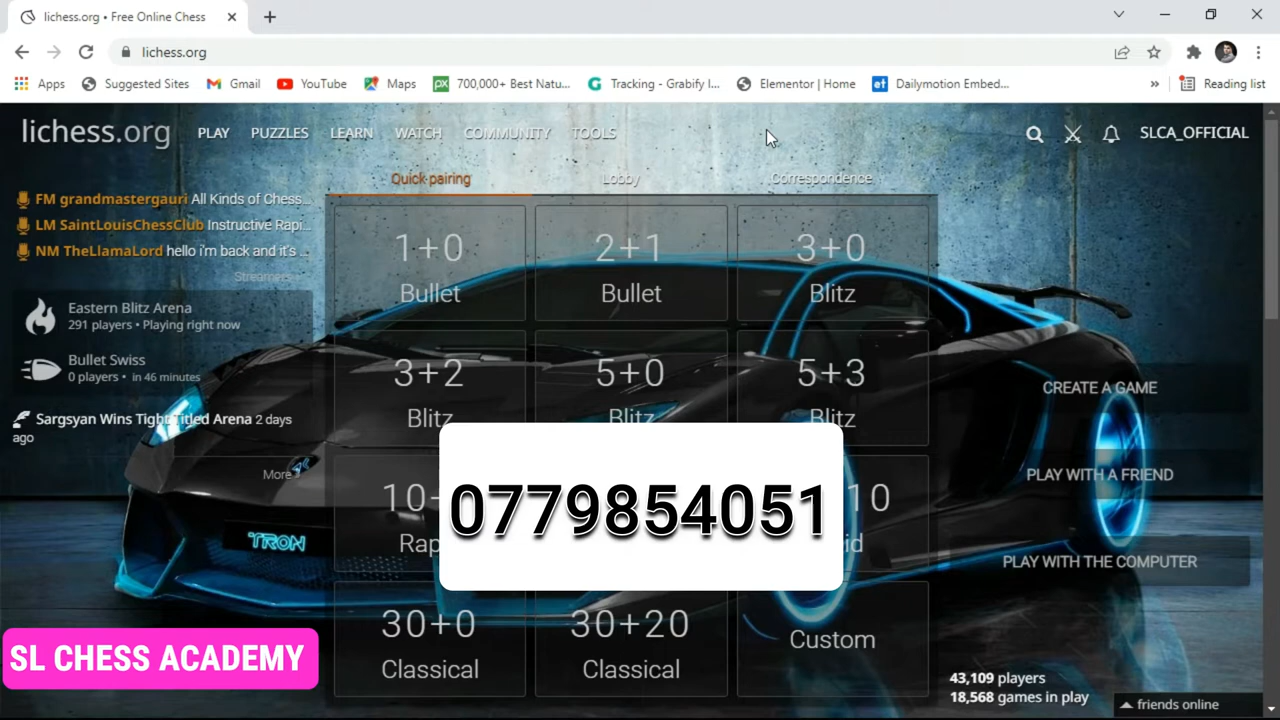 lichess.org • Free Online Chess
lichess.org
Apps Suggested Sites Gmail YouTube Maps 700,000+ Best Natu... Tracking - Grabify I... Elementor | Home Dailymotion Embed... » Reading list
lichess.org PLAY PUZZLES LEARN WATCH COMMUNITY TOOLS SLCA_OFFICIAL
Quick pairing Lobby Correspondence
FM grandmastergauri All Kinds of Chess...
LM SaintLouisChessClub Instructive Rapi...
NM TheLlamaLord hello i'm back and it's ...
Streamers
Eastern Blitz Arena
291 players • Playing right now
Bullet Swiss
0 players • in 46 minutes
Sargsyan Wins Tight Titled Arena 2 days
ago
More
1+0 2+1 3+0
Bullet Bullet Blitz
3+2 5+0 5+3
Blitz Blitz Blitz
0779854051
30+0 30+20 Custom
Classical Classical
CREATE A GAME
PLAY WITH A FRIEND
PLAY WITH THE COMPUTER
TRON
SL CHESS ACADEMY
43,109 players
18,568 games in play
friends online